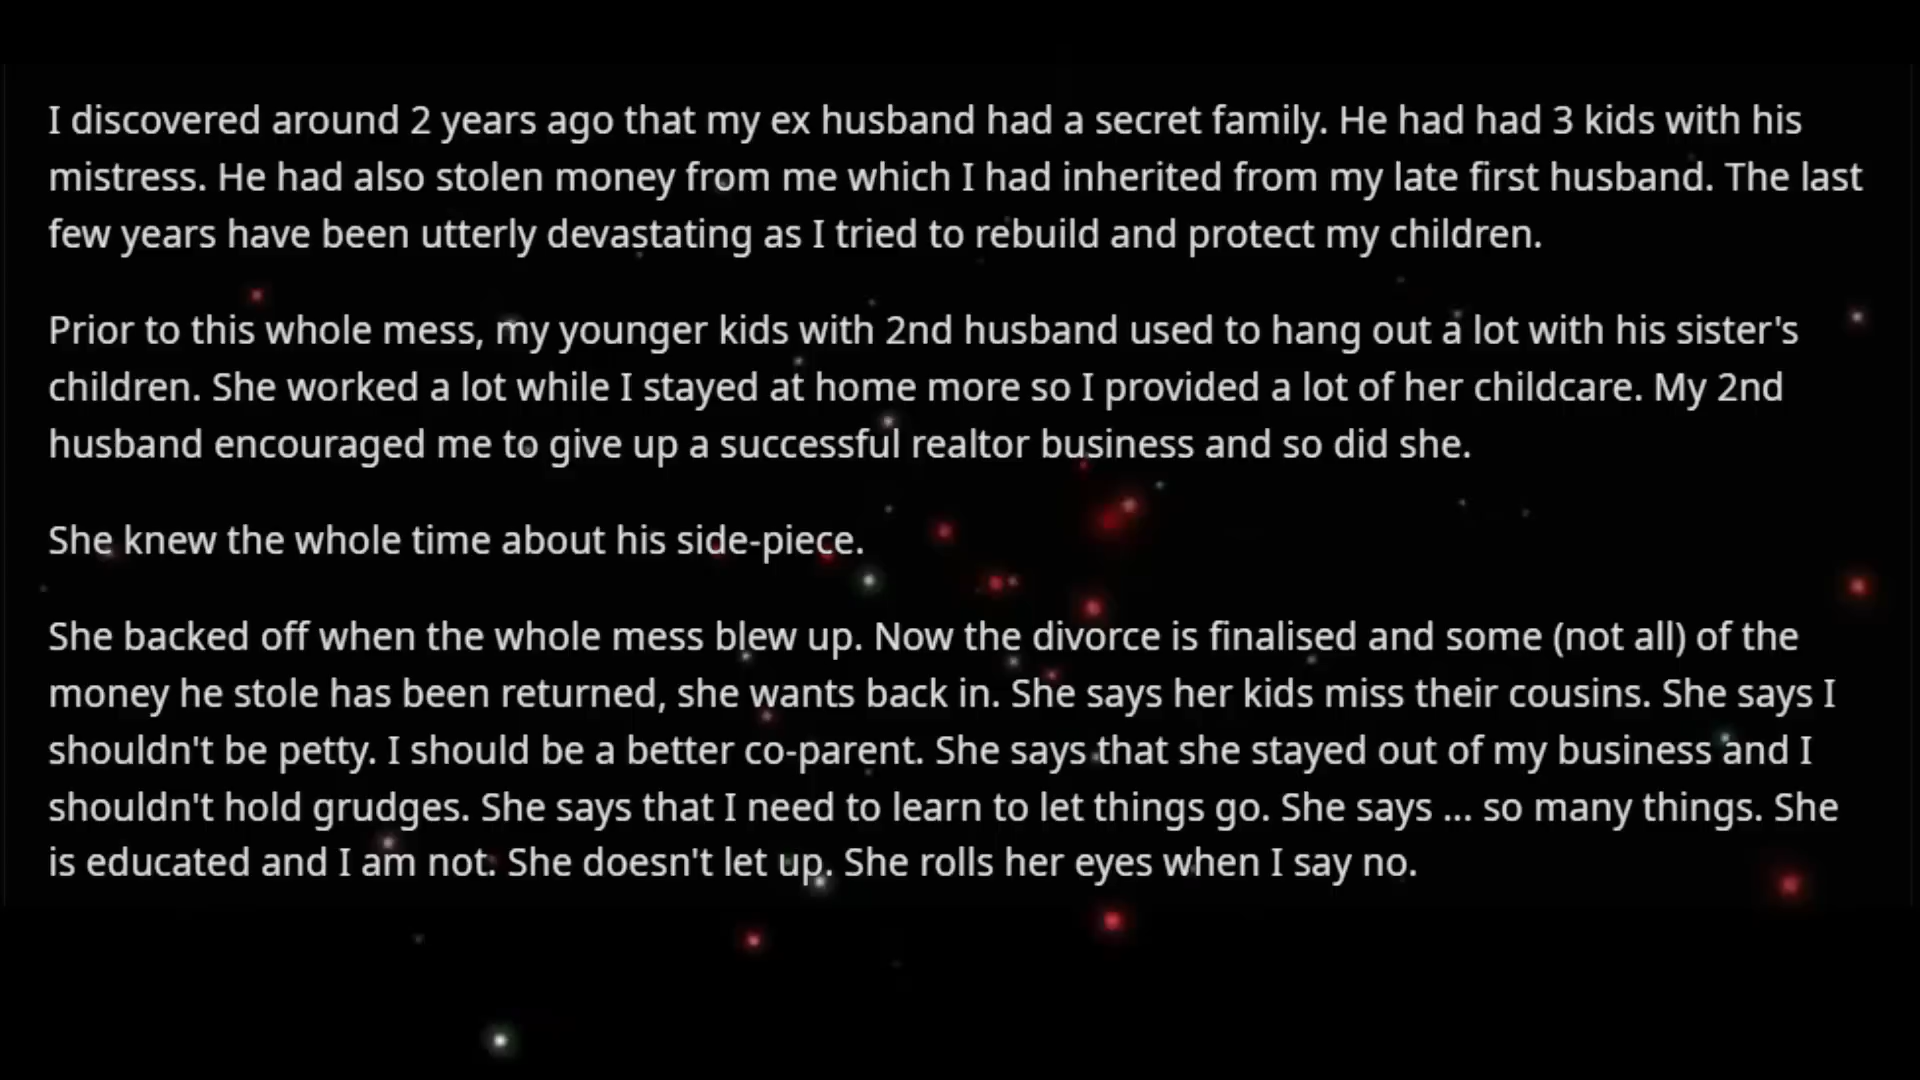 I discovered around 2 years ago that my ex husband had a secret family. He had had 3 kids with his
mistress. He had also stolen money from me which I had inherited from my late first husband. The last
few years have been utterly devastating as I tried to rebuild and protect my children.
Prior to this whole mess, my younger kids with 2nd husband used to hang out a lot with his sister's
children. She worked a lot while I stayed at home more so I provided a lot of her childcare. My 2nd
husband encouraged me to give up a successful realtor business and so did she.
She knew the whole time about his side-piece.
She backed off when the whole mess blew up. Now the divorce is finalised and some (not all) of the
money he stole has been returned, she wants back in. She says her kids miss their cousins. She says I
shouldn't be petty. I should be a better co-parent. She says that she stayed out of my business and I
shouldn't hold grudges. She says that I need to learn to let things go. She says ... so many things. She
is educated and I am not. She doesn't let up. She rolls her eyes when I say no.